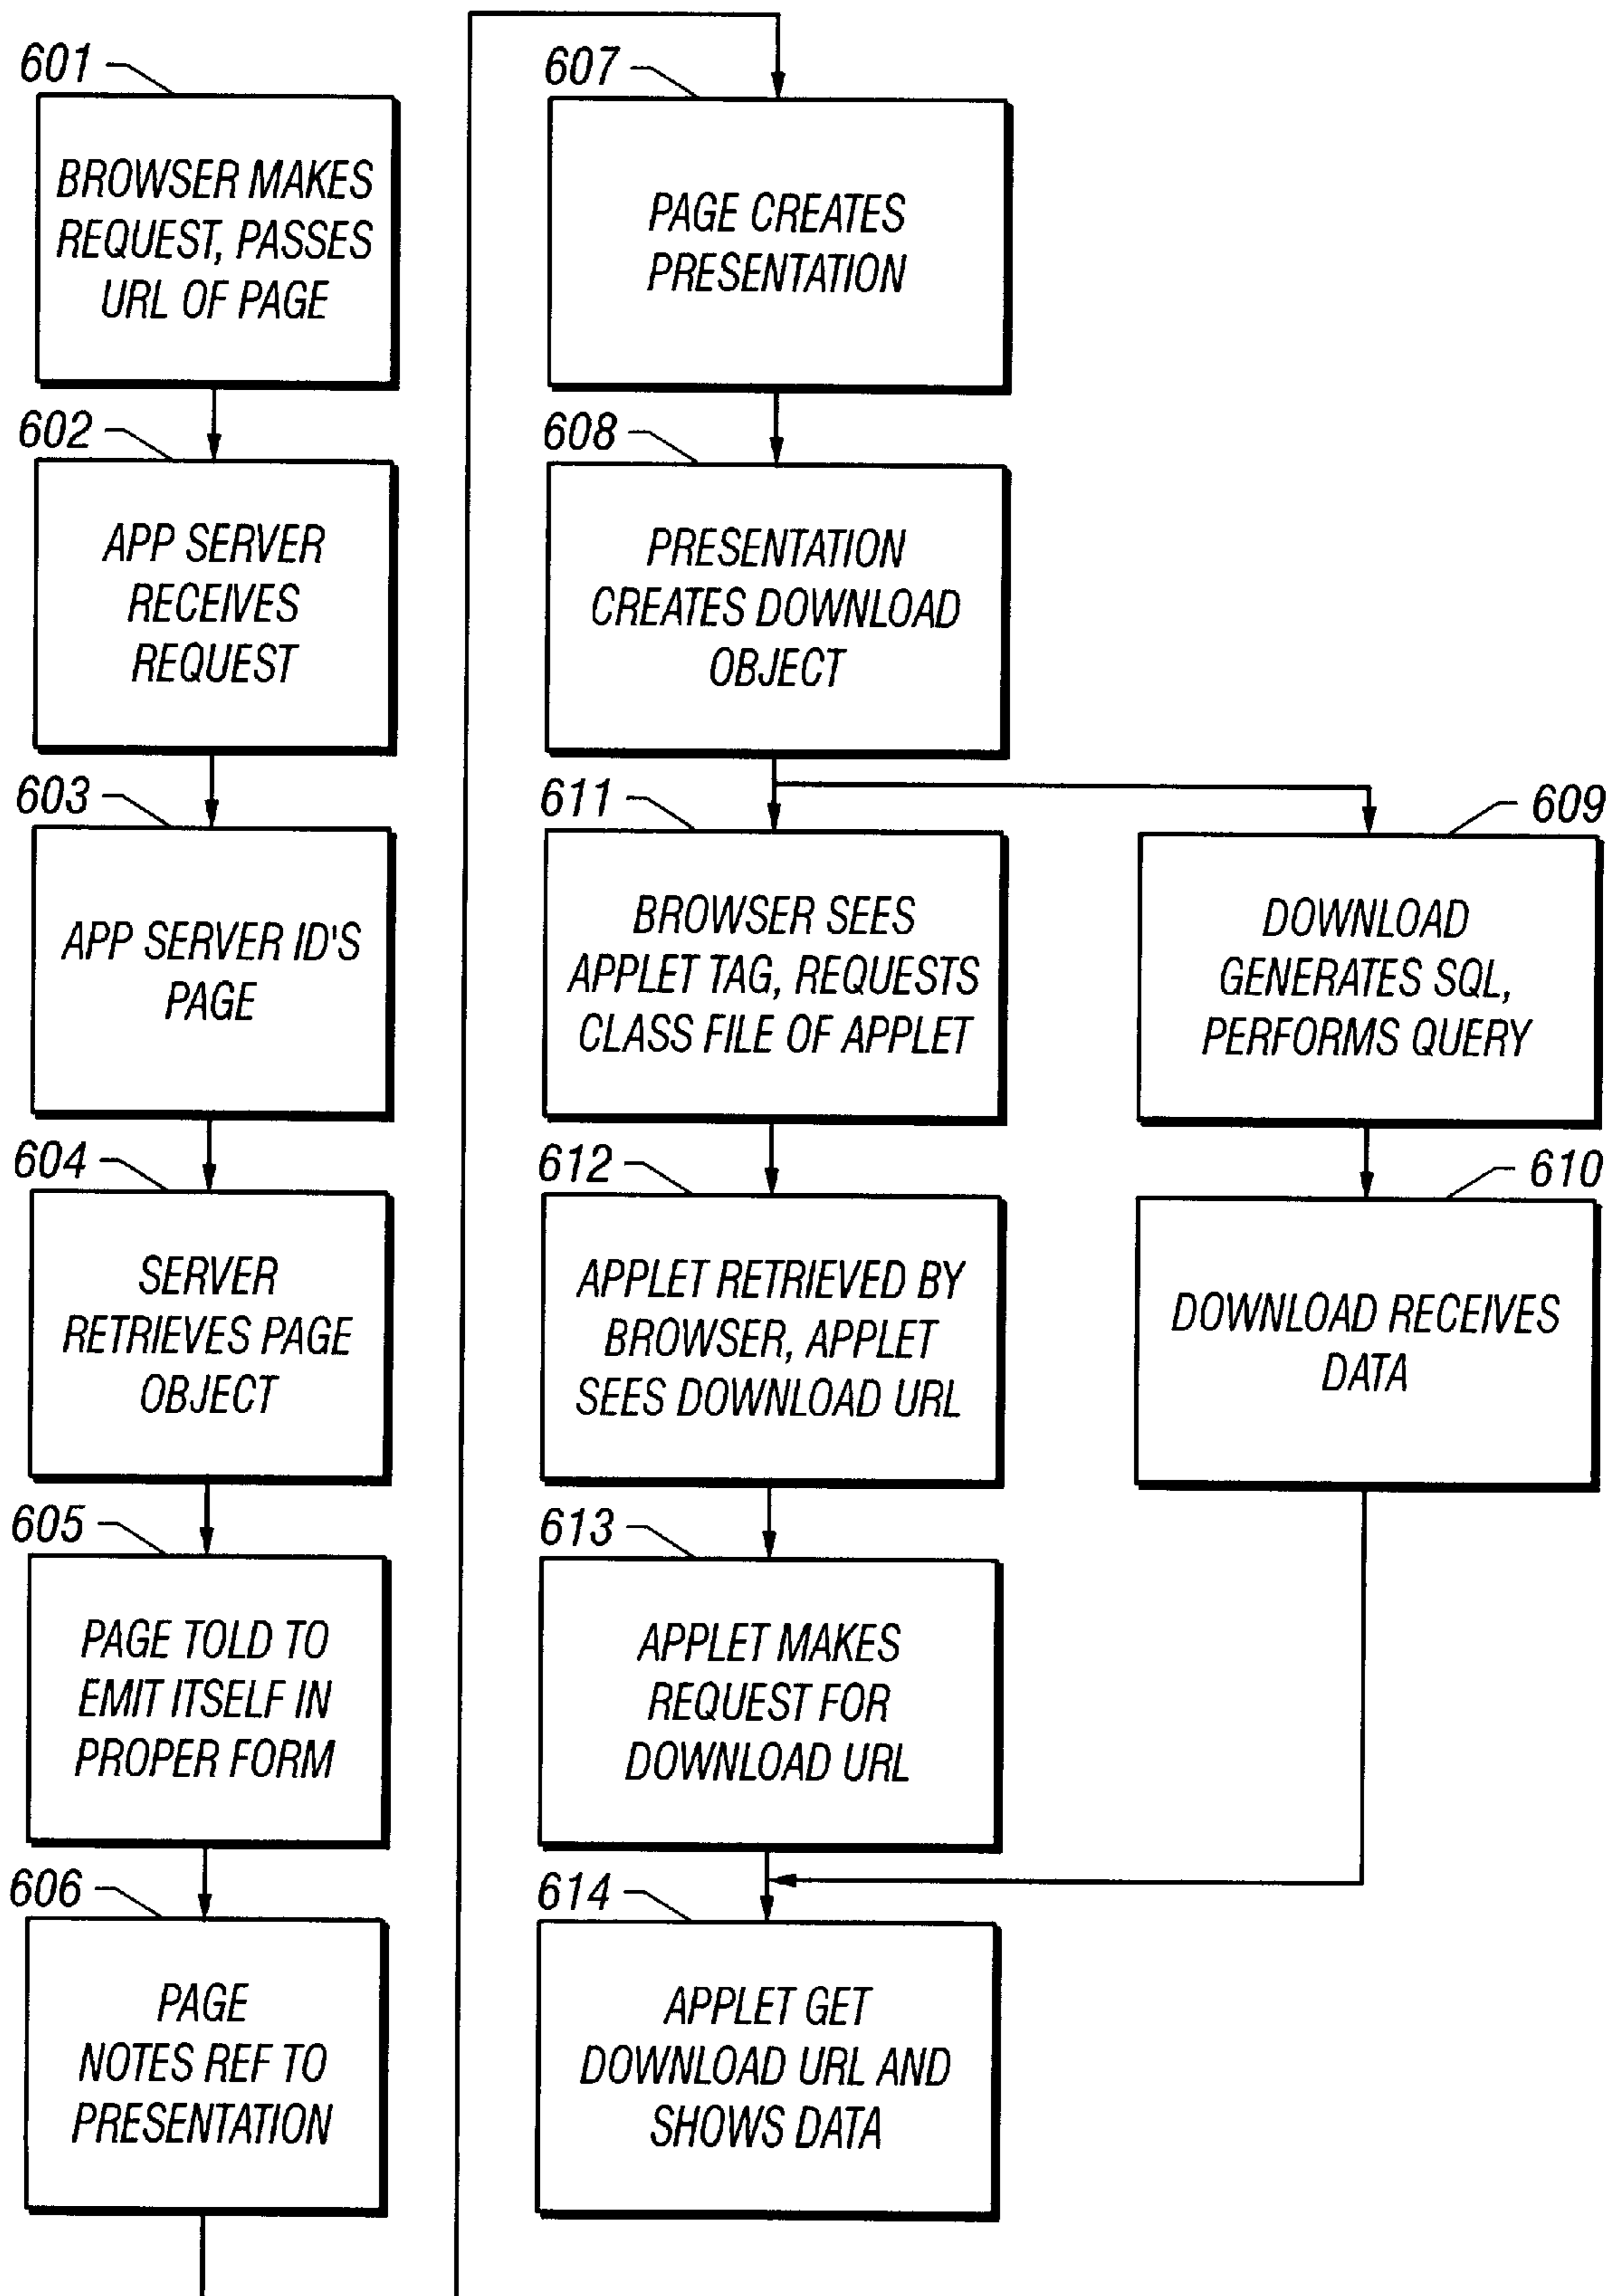 601
BROWSER MAKES
REQUEST, PASSES
URL OF PAGE
602
APP SERVER
RECEIVES
REQUEST
603
APP SERVER ID'S
PAGE
604
SERVER
RETRIEVES PAGE
OBJECT
605
PAGE TOLD TO
EMIT ITSELF IN
PROPER FORM
606
PAGE
NOTES REF TO
PRESENTATION
607
PAGE CREATES
PRESENTATION
608
PRESENTATION
CREATES DOWNLOAD
OBJECT
611
BROWSER SEES
APPLET TAG, REQUESTS
CLASS FILE OF APPLET
612
APPLET RETRIEVED BY
BROWSER, APPLET
SEES DOWNLOAD URL
613
APPLET MAKES
REQUEST FOR
DOWNLOAD URL
614
APPLET GET
DOWNLOAD URL AND
SHOWS DATA
609
DOWNLOAD
GENERATES SQL,
PERFORMS QUERY
610
DOWNLOAD RECEIVES
DATA